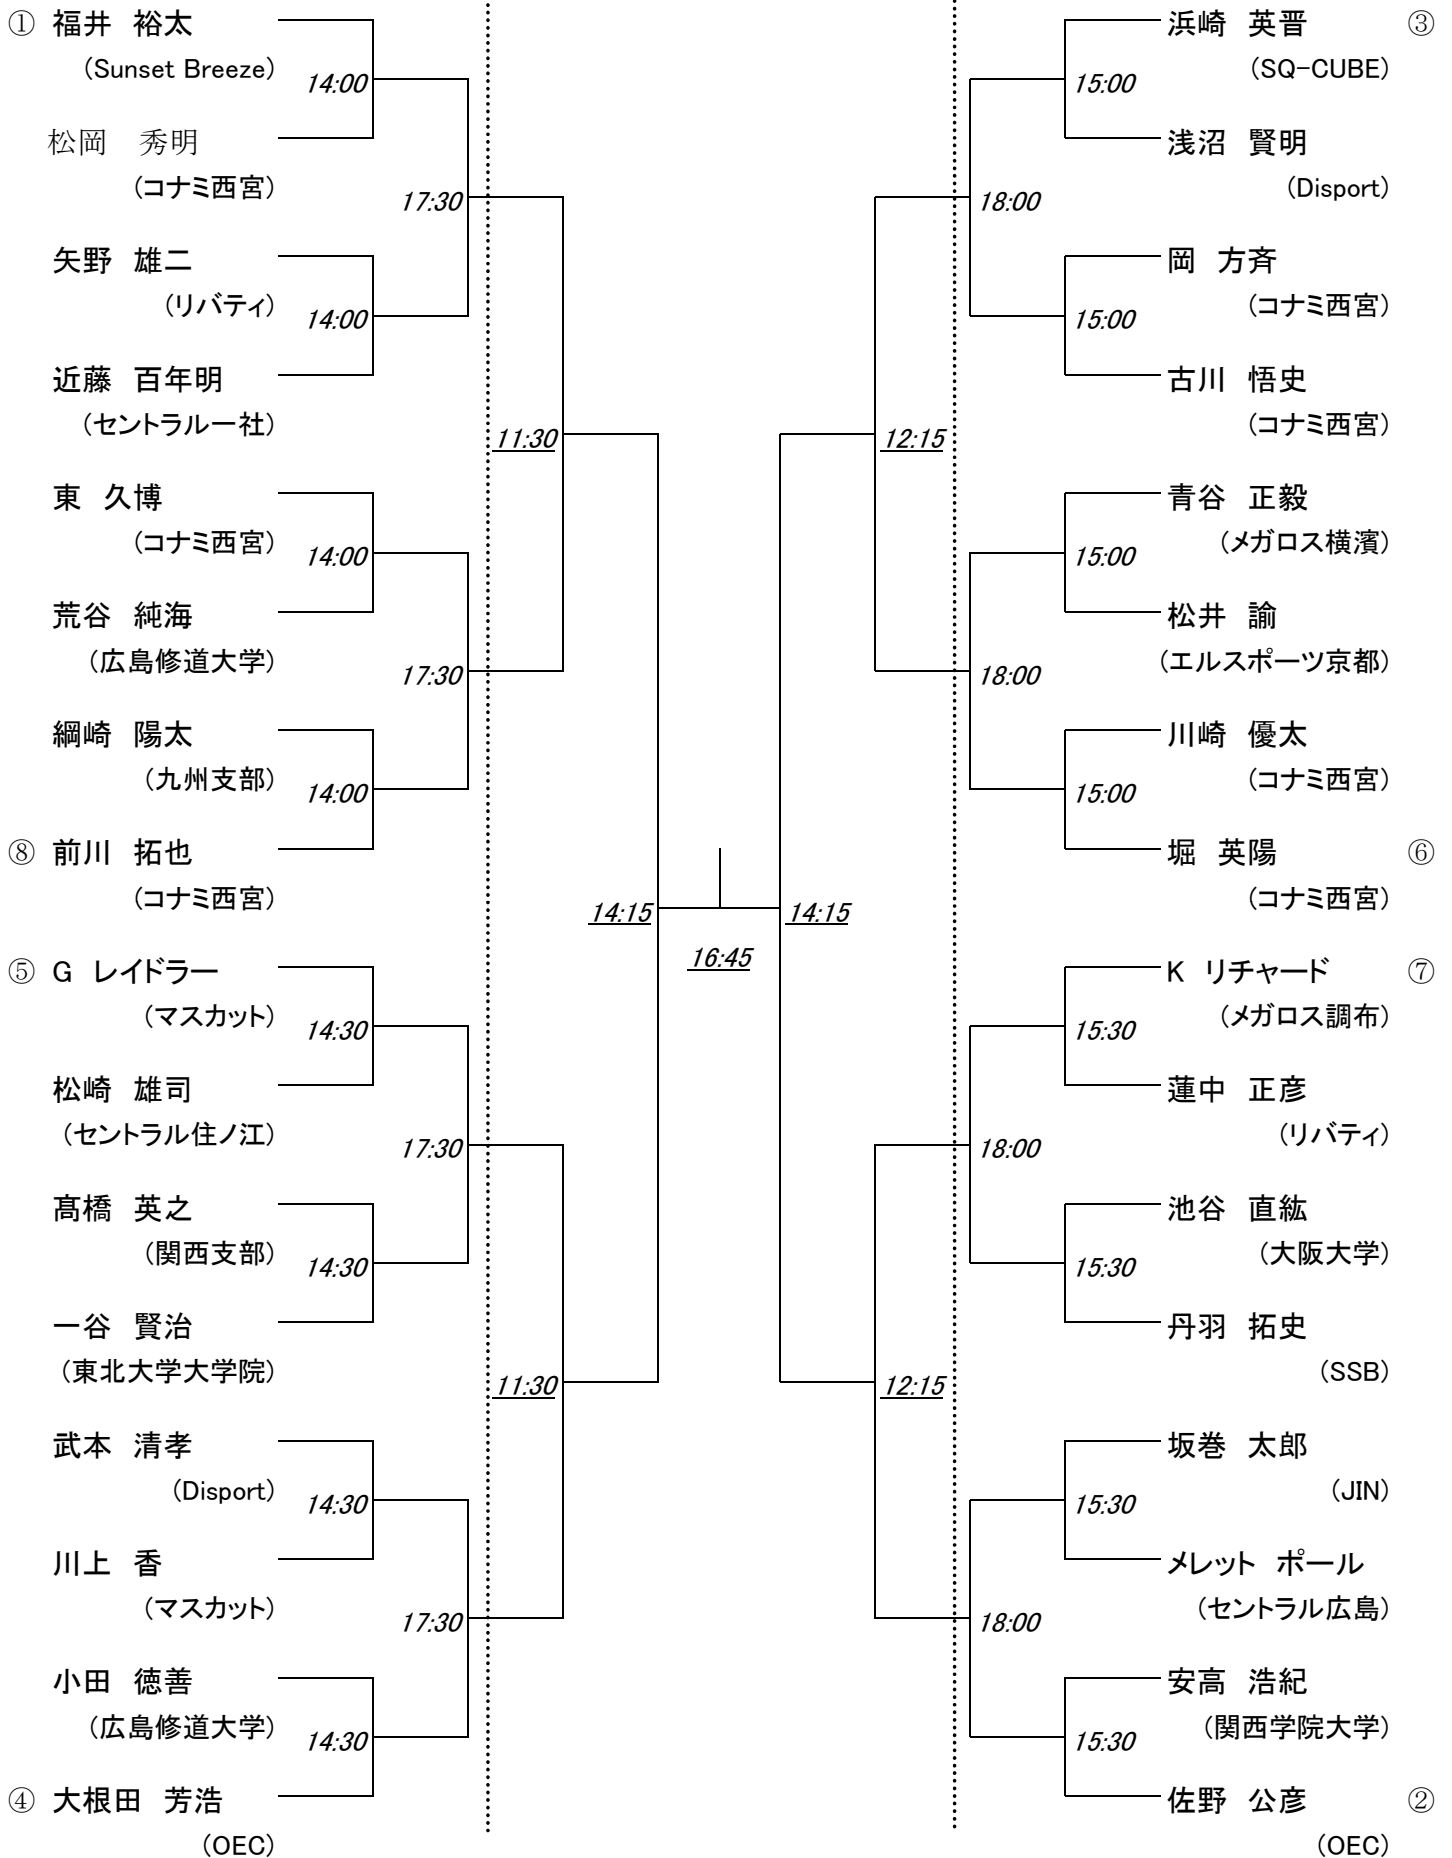 ① 福井 裕太
(Sunset Breeze)
14:00
松岡 秀明
(コナミ西宮)
17:30
矢野 雄二
(リバティ)
14:00
近藤 百年明
(セントラル一社)
11:30
東 久博
(コナミ西宮)
14:00
荒谷 純海
(広島修道大学)
17:30
綱崎 陽太
(九州支部)
14:00
⑧ 前川 拓也
(コナミ西宮)
14:15
⑤ G レイドラー
(マスカット)
14:30
松崎 雄司
(セントラル住ノ江)
17:30
髙橋 英之
(関西支部)
14:30
一谷 賢治
(東北大学大学院)
11:30
武本 清孝
(Disport)
14:30
川上 香
(マスカット)
17:30
小田 徳善
(広島修道大学)
14:30
④ 大根田 芳浩
(OEC)
16:45
浜崎 英晋 ③
(SQ-CUBE)
15:00
浅沼 賢明
(Disport)
18:00
岡 方斉
(コナミ西宮)
15:00
古川 悟史
(コナミ西宮)
12:15
青谷 正毅
(メガロス横濱)
15:00
松井 諭
(エルスポーツ京都)
18:00
川崎 優太
(コナミ西宮)
15:00
堀 英陽 ⑥
(コナミ西宮)
14:15
K リチャード ⑦
(メガロス調布)
15:30
蓮中 正彦
(リバティ)
18:00
池谷 直紘
(大阪大学)
15:30
丹羽 拓史
(SSB)
12:15
坂巻 太郎
(JIN)
15:30
メレット ポール
(セントラル広島)
18:00
安高 浩紀
(関西学院大学)
15:30
佐野 公彦 ②
(OEC)